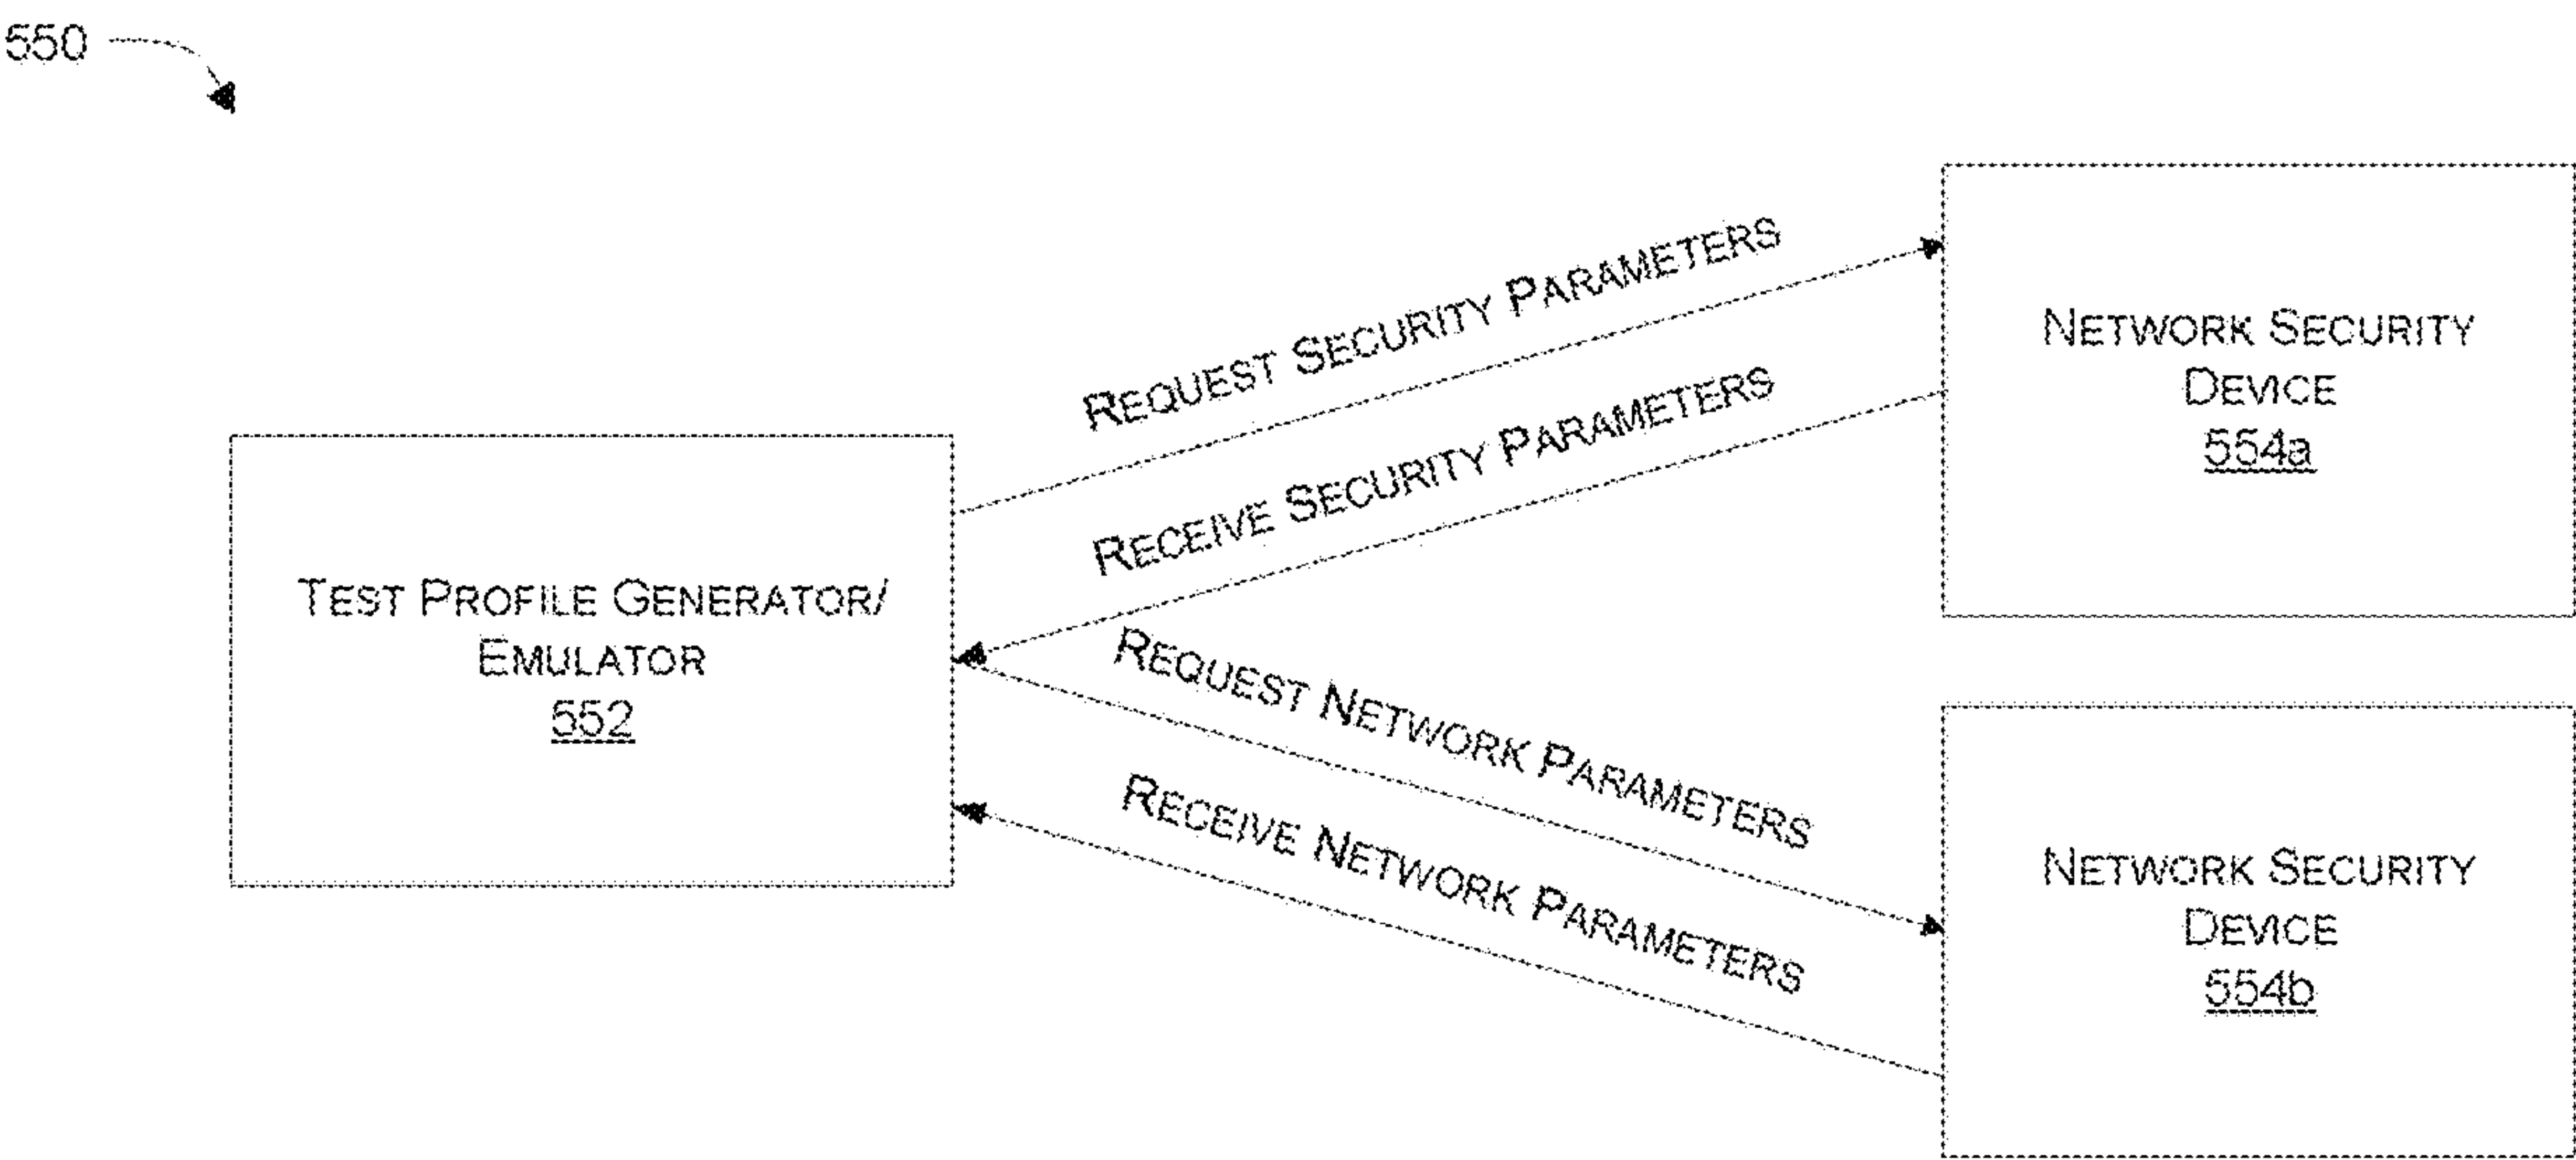 550
REQUEST SECURITY PARAMETERS
RECEIVE SECURITY PARAMETERS
NETWORK SECURITY
DEVICE
554a
TEST PROFILE GENERATOR/
EMULATOR
552
REQUEST NETWORK PARAMETERS
RECEIVE NETWORK PARAMETERS
NETWORK SECURITY
DEVICE
554b